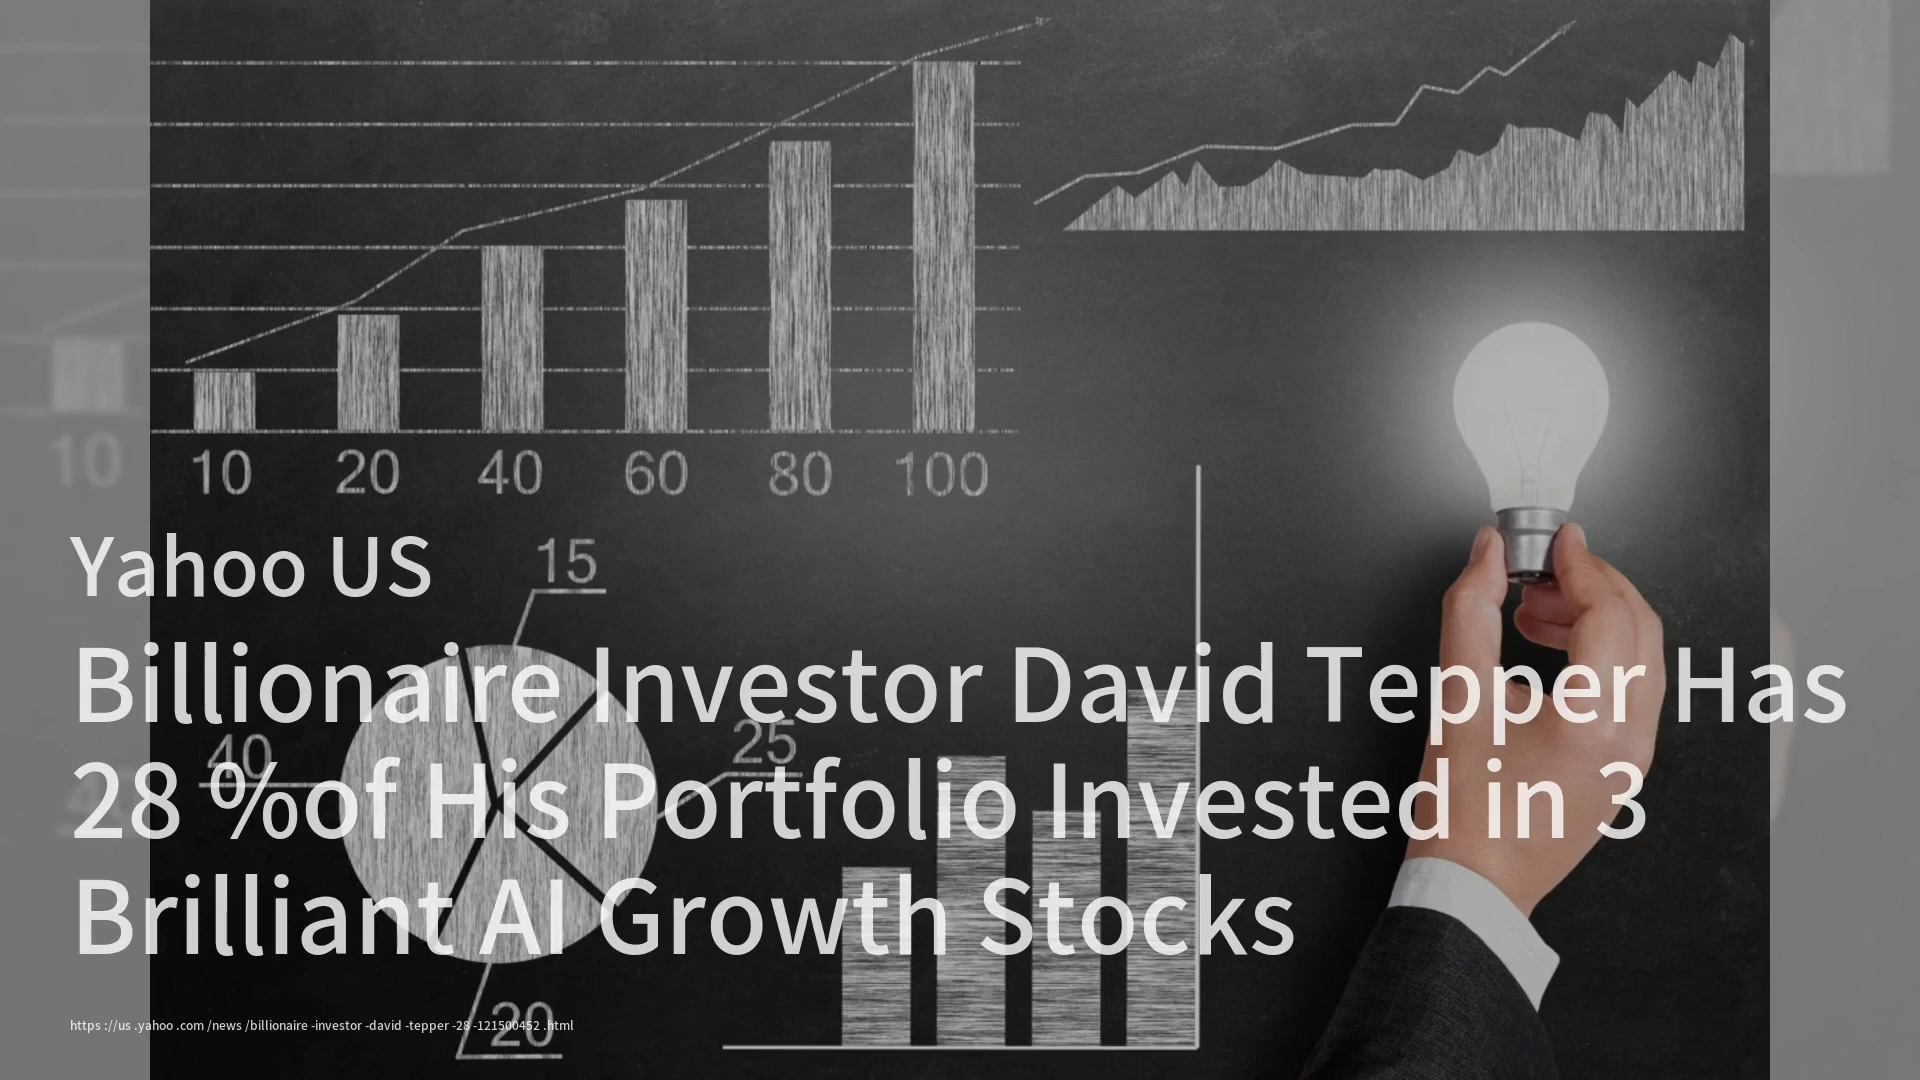 10 20 40 60 80 100
10
Yahoo US
15
Billionaire Investor David Tepper Has
25
40
28 %of His Portfolio Invested in 3
Brilliant AI Growth Stocks
20
https ://us .yahoo .com /news /billionaire -investor -david -tepper -28 -121500452 .html